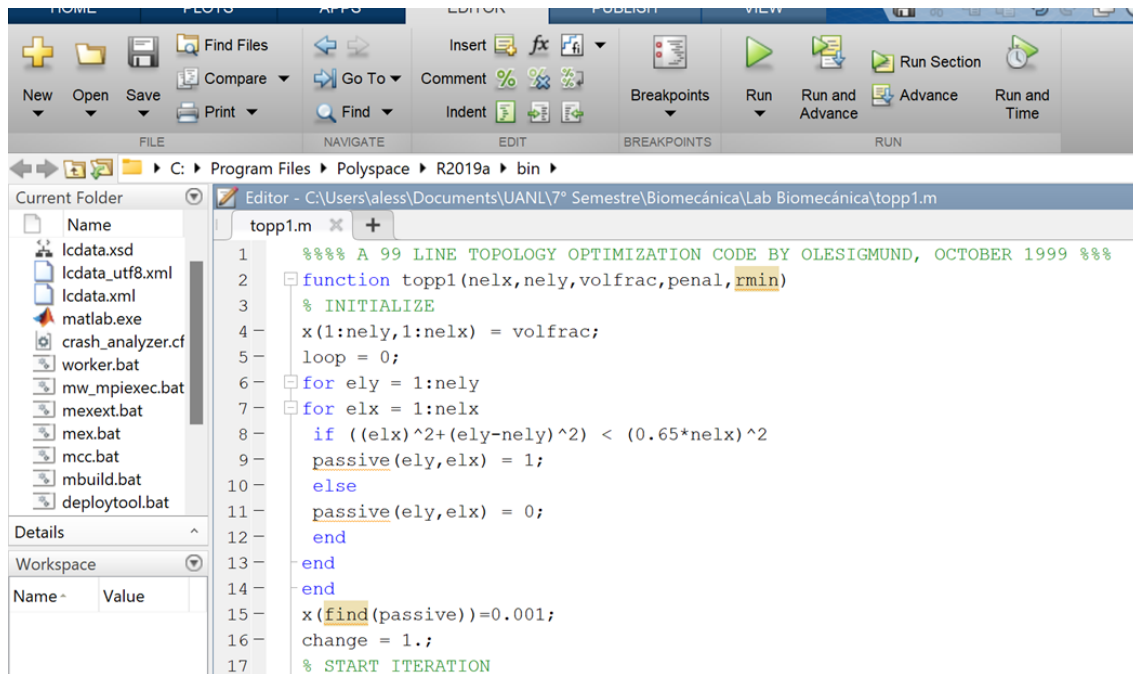 HOME PLOTS APPS EDITOR PUBLISH VIEW
Find Files Insert fx
Compare Go To Comment % Run Section
New Open Save Print Find Indent Breakpoints Run Run and Advance Advance Run and Time
FILE NAVIGATE EDIT BREAKPOINTS RUN
C: Program Files Polyspace R2019a bin
Current Folder
Name
lcdata.xsd
lcdata_utf8.xml
lcdata.xml
matlab.exe
crash_analyzer.cf
worker.bat
mw_mpiexec.bat
mexext.bat
mex.bat
mcc.bat
mbuild.bat
deploytool.bat
Details
Workspace
Name Value
Editor - C:\Users\aless\Documents\UANL\7° Semestre\Biomecánica\Lab Biomecánica\topp1.m
topp1.m
1 %%%% A 99 LINE TOPOLOGY OPTIMIZATION CODE BY OLESIGMUND, OCTOBER 1999 %%%
2 function topp1(nelx,nely,volfrac,penal,rmin)
3 % INITIALIZE
4 x(1:nely,1:nelx) = volfrac;
5 loop = 0;
6 for ely = 1:nely
7 for elx = 1:nelx
8 if ((elx)^2+(ely-nely)^2) < (0.65*nelx)^2
9 passive(ely,elx) = 1;
10 else
11 passive(ely,elx) = 0;
12 end
13 end
14 end
15 x(find(passive))=0.001;
16 change = 1.;
17 % START ITERATION